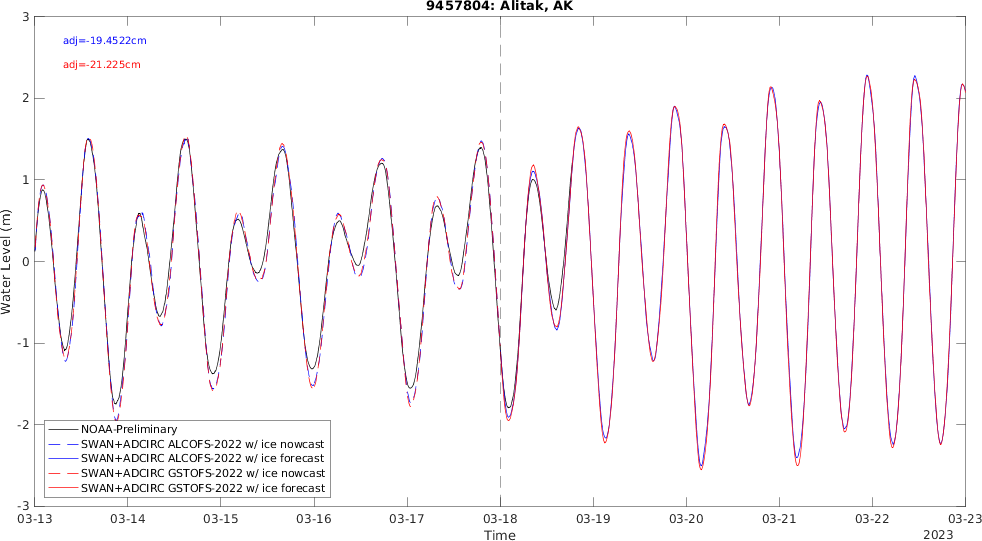 9457804: Alitak, AK
adj=-19.4522cm
adj=-21.225cm
3
2
1
0
-1
-2
-3
Water Level (m)
NOAA-Preliminary
SWAN+ADCIRC ALCOFS-2022 w/ ice nowcast
SWAN+ADCIRC ALCOFS-2022 w/ ice forecast
SWAN+ADCIRC GSTOFS-2022 w/ ice nowcast
SWAN+ADCIRC GSTOFS-2022 w/ ice forecast
03-13 03-14 03-15 03-16 03-17 03-18 03-19 03-20 03-21 03-22 03-23
Time
2023